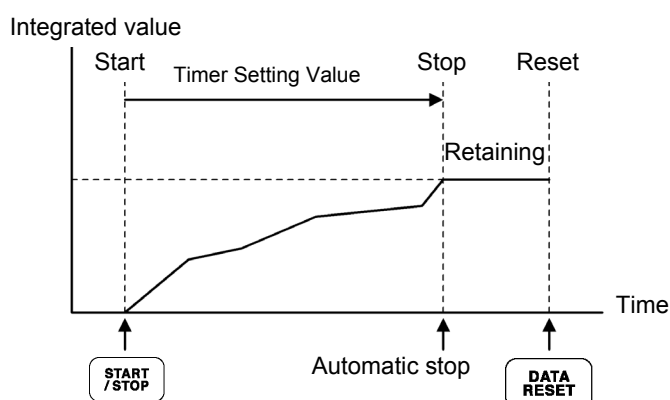 Integrated value
Start
Timer Setting Value
Stop
Reset
Retaining
Time
START
/ STOP
Automatic stop
DATA
RESET